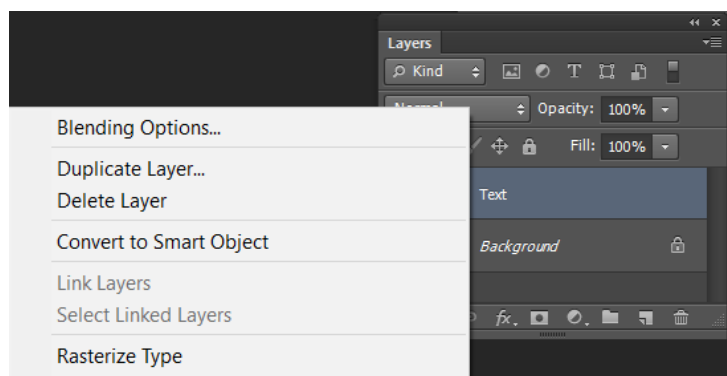 Layers
Kind
Opacity: 100%
Fill: 100%
Text
Background
fx.
Blending Options...
Duplicate Layer...
Delete Layer
Convert to Smart Object
Link Layers
Select Linked Layers
Rasterize Type